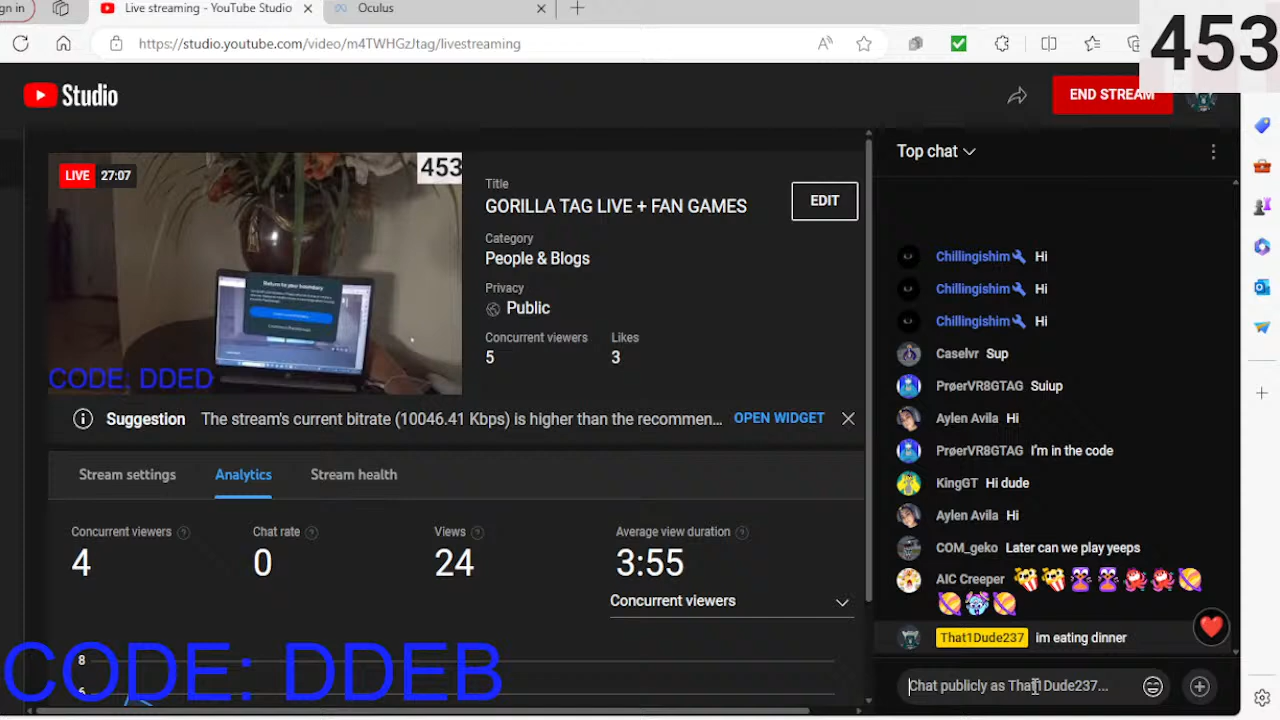 gn in
Live streaming - YouTube Studio
Oculus
https://studio.youtube.com/video/m4TWHGzJtag/livestreaming
453
Studio
END STREAM
LIVE 27:07
453
CODE: DDED
Title
GORILLA TAG LIVE + FAN GAMES
EDIT
Category
People & Blogs
Privacy
Public
Concurrent viewers Likes
5 3
Suggestion The stream's current bitrate (10046.41 Kbps) is higher than the recommen... OPEN WIDGET
Stream settings Analytics Stream health
Concurrent viewers Chat rate Views Average view duration
4 0 24 3:55
Concurrent viewers
8
6
CODE: DDEB
Top chat
Chillingishim Hi
Chillingishim Hi
Chillingishim Hi
Caselvr Sup
PrøerVR8GTAG Suiup
Aylen Avila Hi
PrøerVR8GTAG I'm in the code
KingGT Hi dude
Aylen Avila Hi
COM_geko Later can we play yeeps
AIC Creeper
That1Dude237 im eating dinner
Chat publicly as That1Dude237...